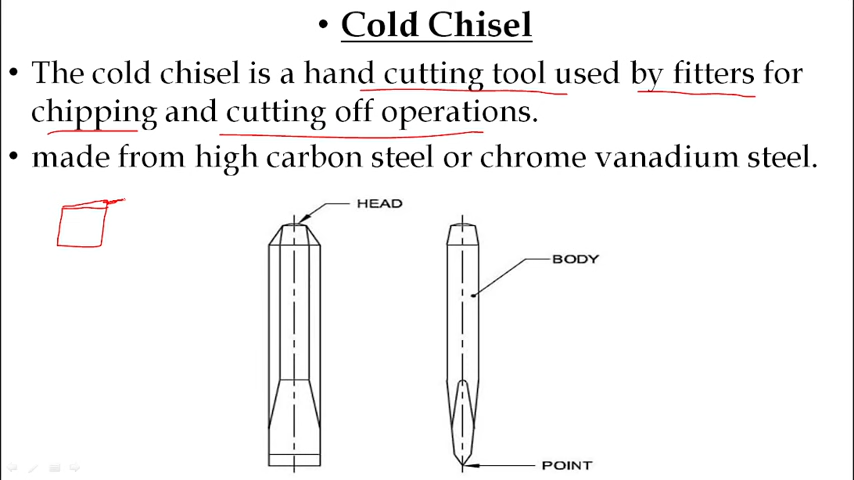 • Cold Chisel
• The cold chisel is a hand cutting tool used by fitters for
chipping and cutting off operations.
• made from high carbon steel or chrome vanadium steel.
HEAD
BODY
POINT